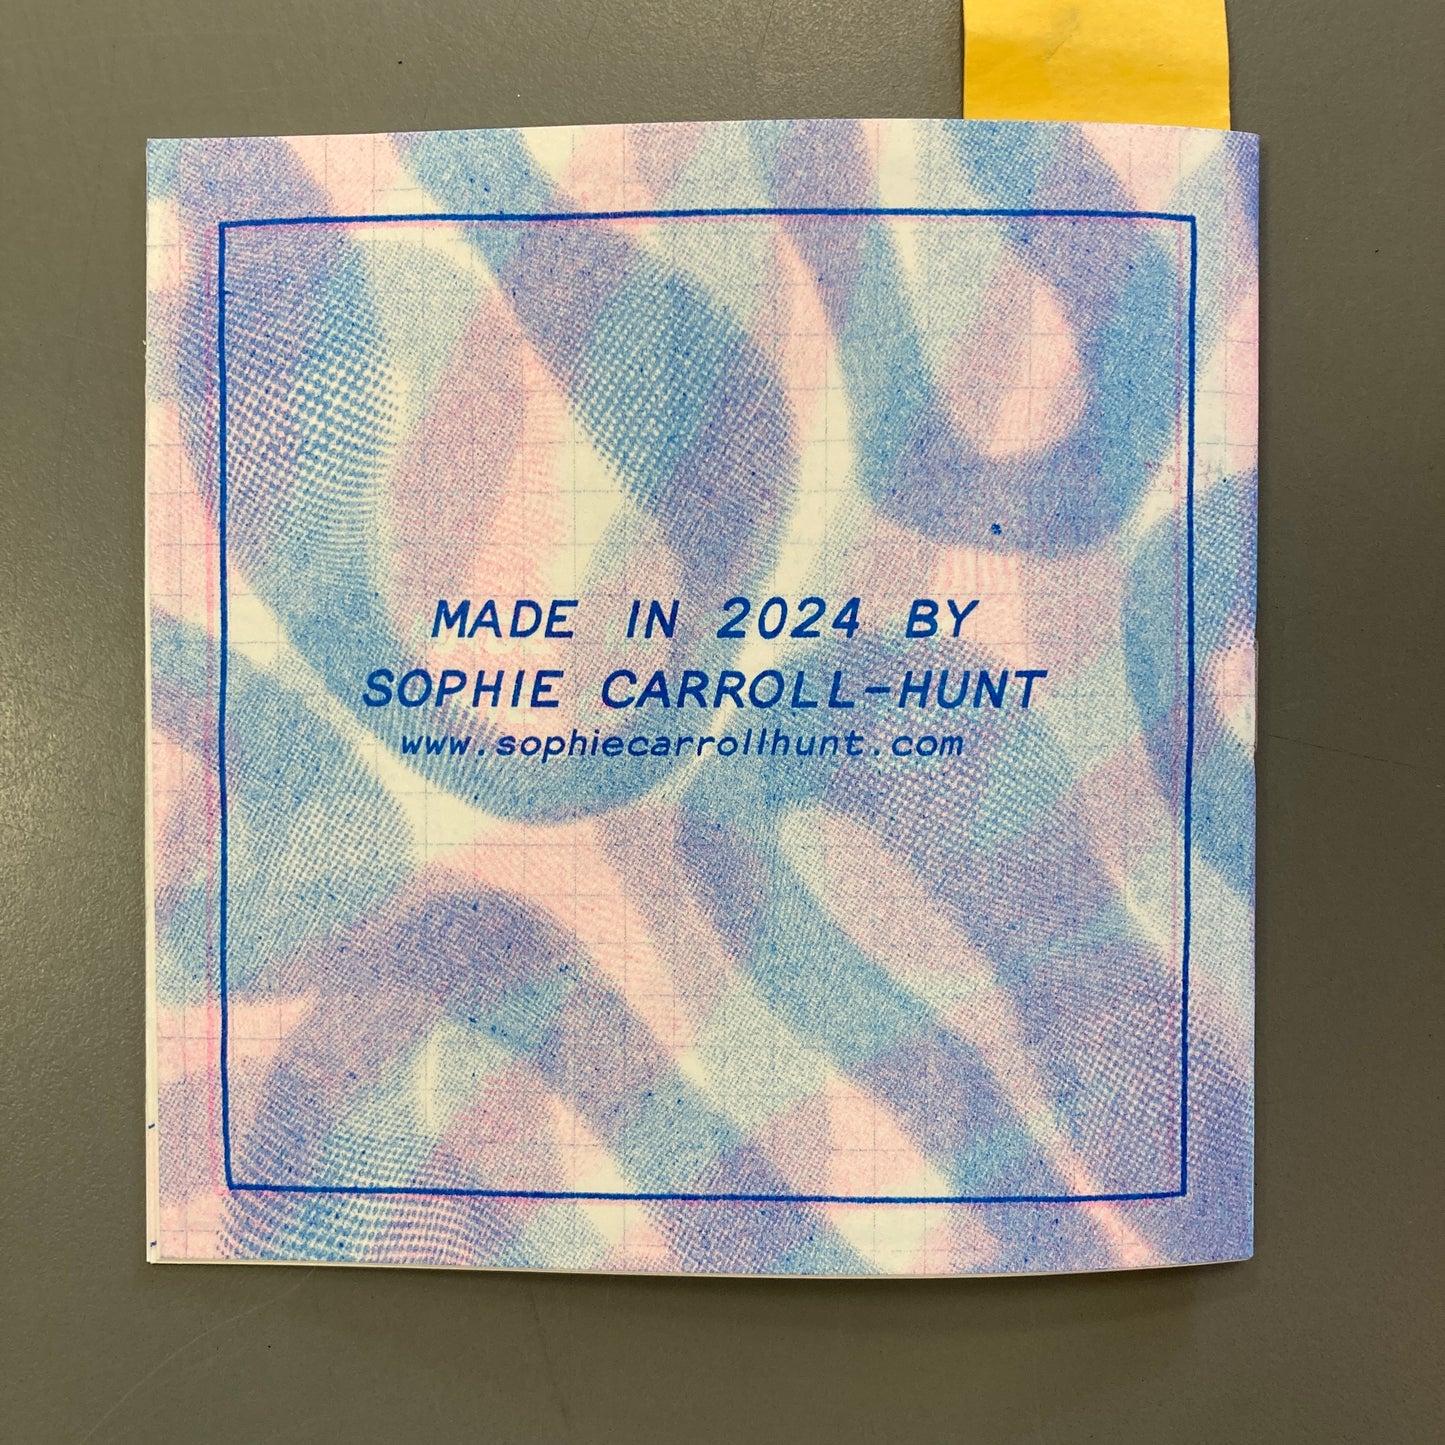 MADE IN 2024 BY
SOPHIE CARROLL-HUNT
www.sophiecarrollhunt.com